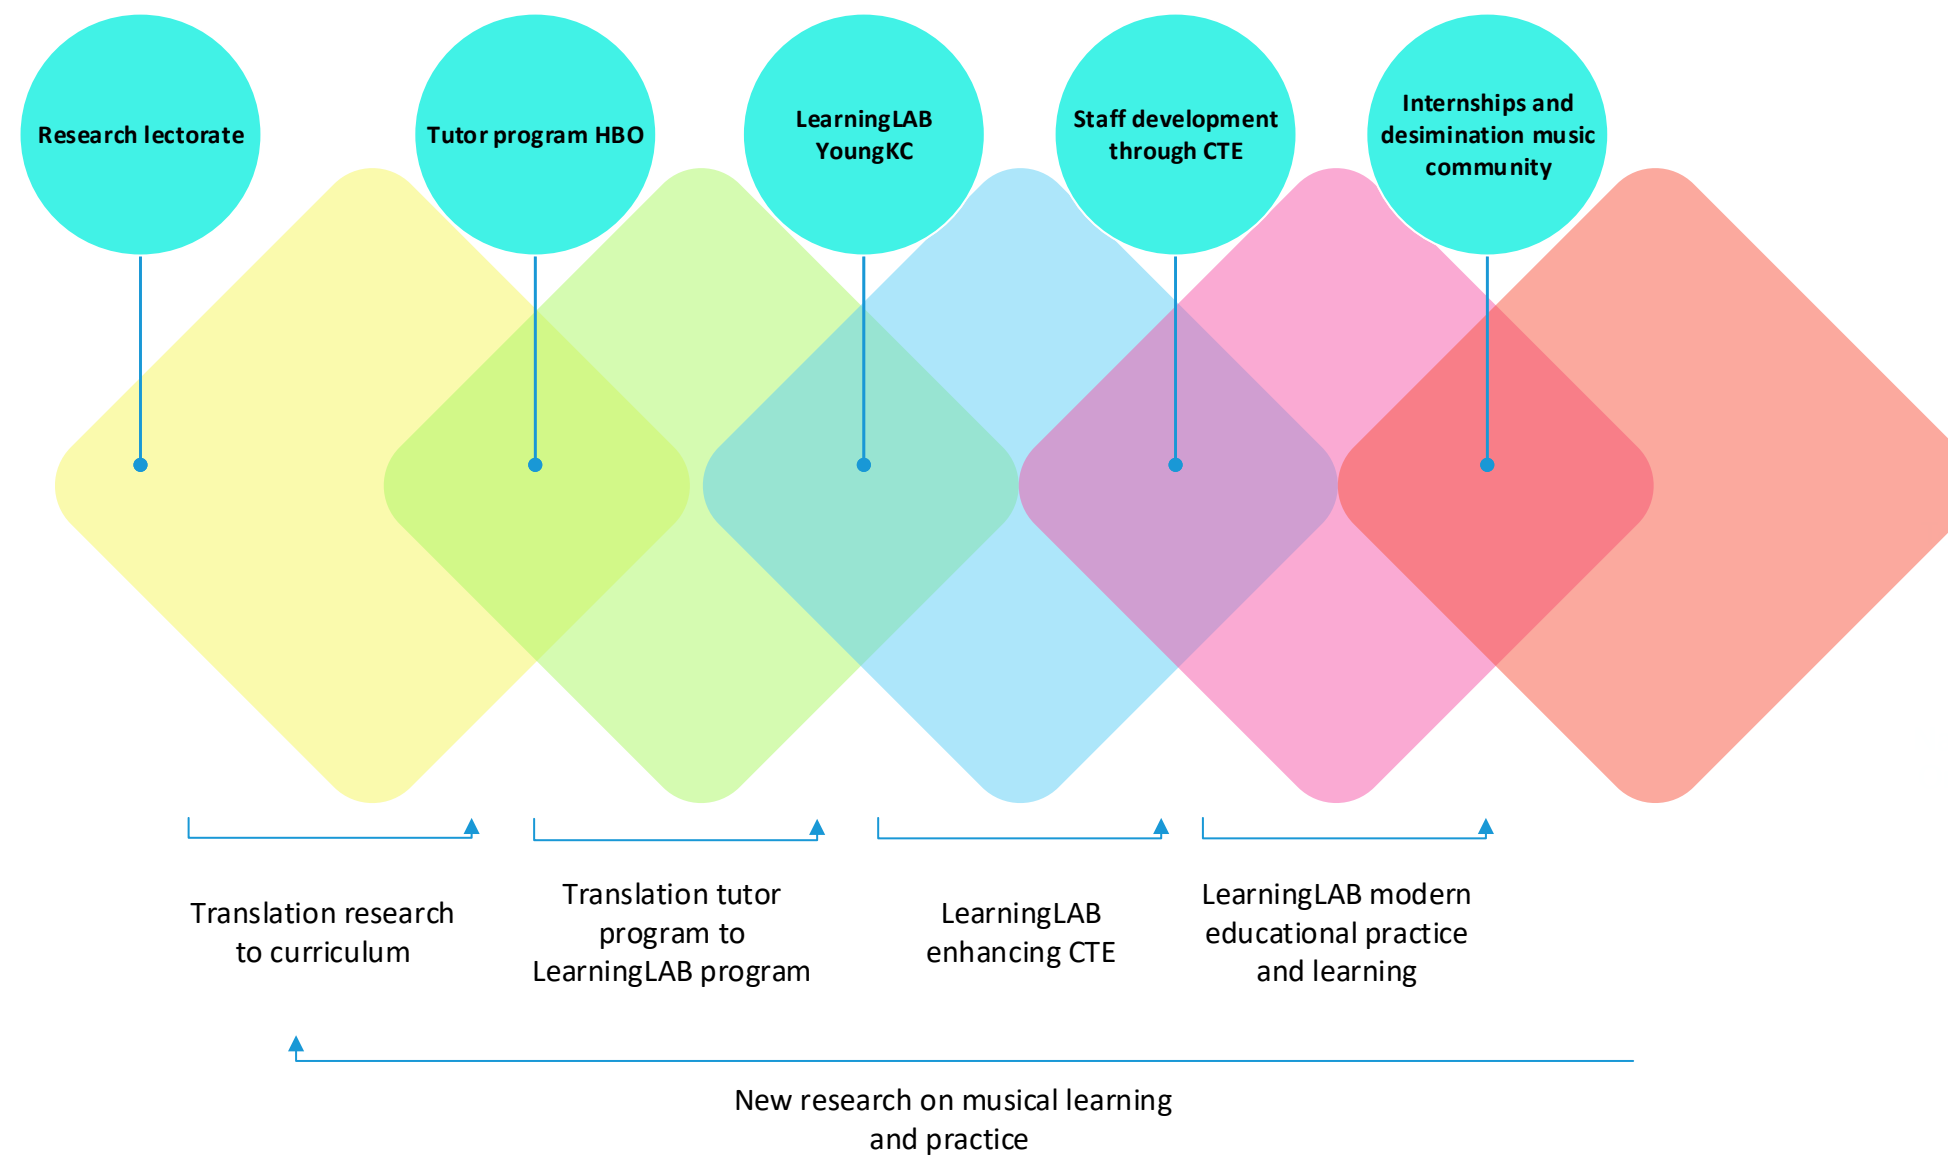 Research lectorate
Tutor program HBO
LearningLAB
YoungKC
Staff development
through CTE
Internships and
desimination music
community
Translation research
to curriculum
Translation tutor
program to
LearningLAB program
LearningLAB
enhancing CTE
LearningLAB modern
educational practice
and learning
New research on musical learning
and practice